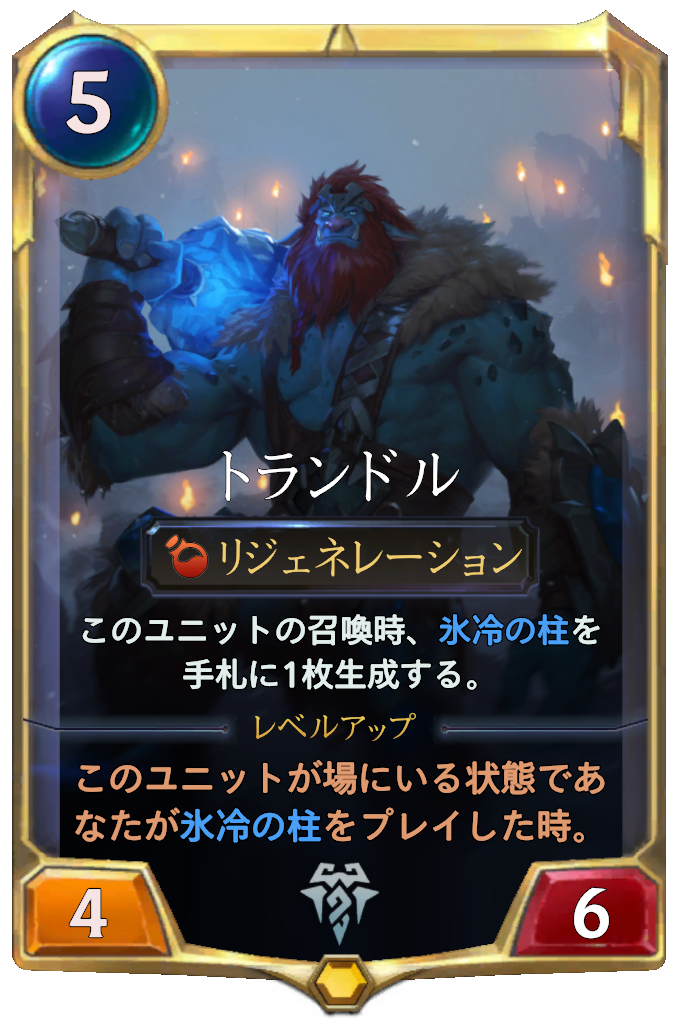 5
トランドル
リジェネレーション
このユニットの召喚時、氷冷の柱を
手札に1枚生成する。
レベルアップ
このユニットが場にいる状態であ
なたが氷冷の柱をプレイした時。
4
6